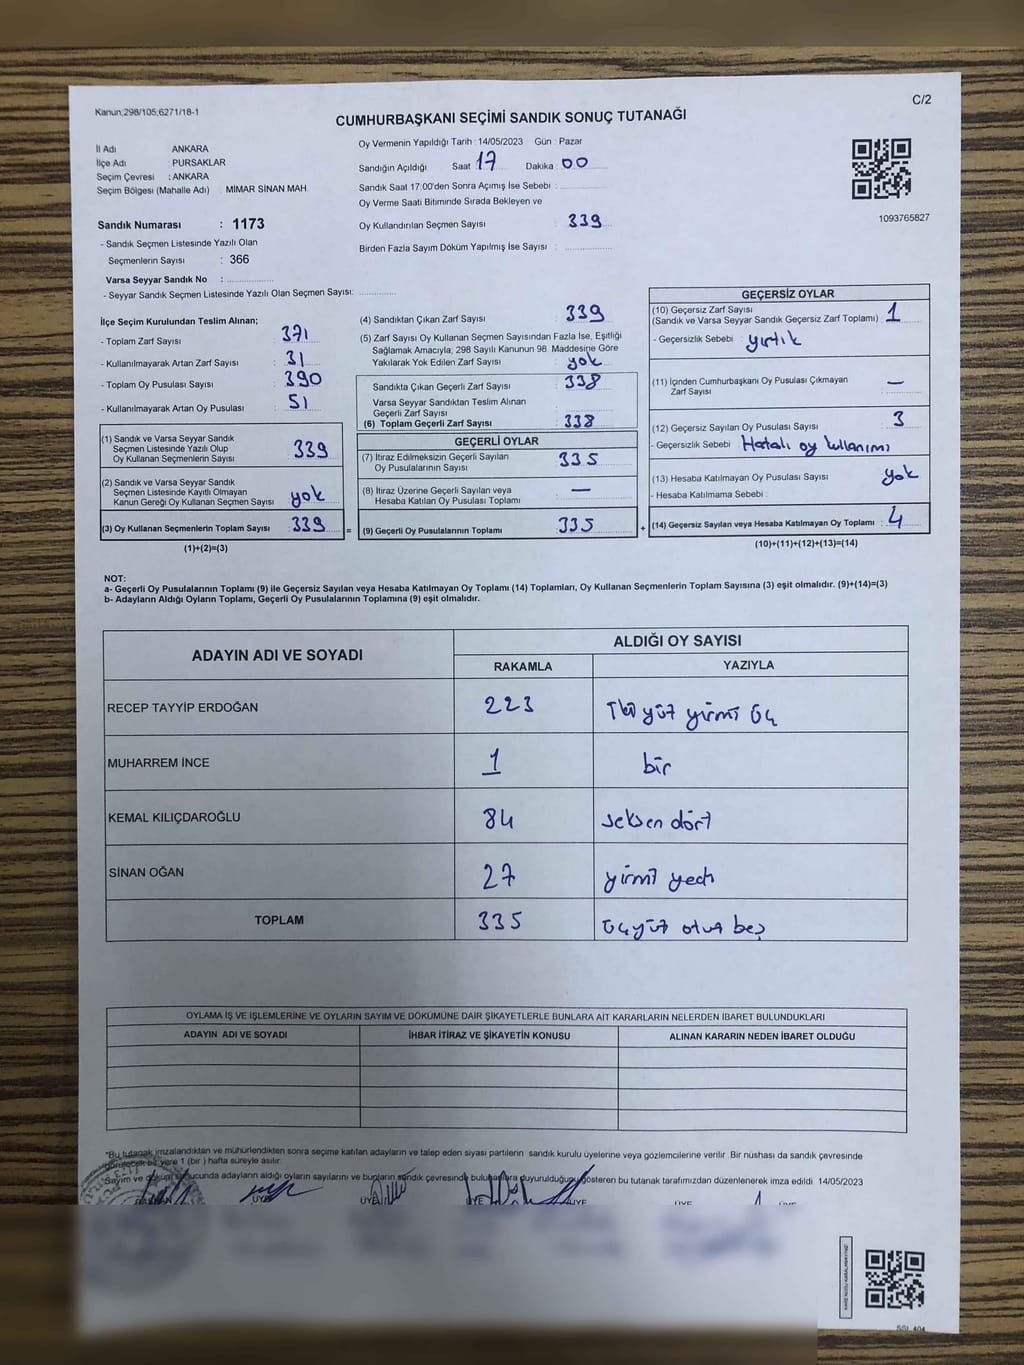 Kanun;298/105;6271/18-1
C/2
CUMHURBAŞKANI SEÇİMİ SANDIK SONUÇ TUTANAĞI
İl Adı ANKARA
İlçe Adı PURSAKLAR
Seçim Çevresi : ANKARA
Seçim Bölgesi (Mahalle Adı) : MİMAR SİNAN MAH.
Oy Vermenin Yapıldığı Tarih : 14/05/2023 Gün : Pazar
Sandığın Açıldığı Saat : 17 Dakika : 00
Sandık Saat 17:00'den Sonra Açımış İse Sebebi :
Oy Verme Saati Bitiminde Sırada Bekleyen ve
Oy Kullandırılan Seçmen Sayısı : 339
Birden Fazla Sayım Döküm Yapılmış İse Sayısı :
1093765827
Sandık Numarası : 1173
- Sandık Seçmen Listesinde Yazılı Olan
Seçmenlerin Sayısı : 366
Varsa Seyyar Sandık No :
- Seyyar Sandık Seçmen Listesinde Yazılı Olan Seçmen Sayısı:
İlçe Seçim Kurulundan Teslim Alınan;
- Toplam Zarf Sayısı : 371
- Kullanılmayarak Artan Zarf Sayısı : 31
- Toplam Oy Pusulası Sayısı : 390
- Kullanılmayarak Artan Oy Pusulası : 51
(1) Sandık ve Varsa Seyyar Sandık
Seçmen Listesinde Yazılı Olup
Oy Kullanan Seçmenlerin Sayısı : 339
(2) Sandık ve Varsa Seyyar Sandık
Seçmen Listesinde Kayıtlı Olmayan
Kanun Gereği Oy Kullanan Seçmen Sayısı : yok
(3) Oy Kullanan Seçmenlerin Toplam Sayısı : 339
(1)+(2)=(3)
=
(4) Sandıktan Çıkan Zarf Sayısı : 339
(5) Zarf Sayısı Oy Kullanan Seçmen Sayısından Fazla İse, Eşitliği
Sağlamak Amacıyla, 298 Sayılı Kanunun 98. Maddesine Göre
Yakılarak Yok Edilen Zarf Sayısı : yok
Sandıkta Çıkan Geçerli Zarf Sayısı : 338
Varsa Seyyar Sandıktan Teslim Alınan
Geçerli Zarf Sayısı :
(6) Toplam Geçerli Zarf Sayısı : 338
GEÇERLİ OYLAR
(7) İtiraz Edilmeksizin Geçerli Sayılan
Oy Pusulalarının Sayısı : 335
(8) İtiraz Üzerine Geçerli Sayılan veya
Hesaba Katılan Oy Pusulası Toplamı : —
(9) Geçerli Oy Pusulalarının Toplamı : 335
+
GEÇERSİZ OYLAR
(10) Geçersiz Zarf Sayısı
(Sandık ve Varsa Seyyar Sandık Geçersiz Zarf Toplamı) : 1
- Geçersizlik Sebebi : yırtık
(11) İçinden Cumhurbaşkanı Oy Pusulası Çıkmayan
Zarf Sayısı : —
(12) Geçersiz Sayılan Oy Pusulası Sayısı : 3
- Geçersizlik Sebebi : Hatalı oy kullanımı
(13) Hesaba Katılmayan Oy Pusulası Sayısı : yok
- Hesaba Katılmama Sebebi :
(14) Geçersiz Sayılan veya Hesaba Katılmayan Oy Toplamı : 4
(10)+(11)+(12)+(13)=(14)
NOT:
a- Geçerli Oy Pusulalarının Toplamı (9) ile Geçersiz Sayılan veya Hesaba Katılmayan Oy Toplamı (14) Toplamları, Oy Kullanan Seçmenlerin Toplam Sayısına (3) eşit olmalıdır. (9)+(14)=(3)
b- Adayların Aldığı Oyların Toplamı, Geçerli Oy Pusulalarının Toplamına (9) eşit olmalıdır.
ADAYIN ADI VE SOYADI
ALDIĞI OY SAYISI
RAKAMLA YAZIYLA
RECEP TAYYİP ERDOĞAN 223 İki yüz yirmi üç
MUHARREM İNCE 1 bir
KEMAL KILIÇDAROĞLU 84 seksen dört
SİNAN OĞAN 27 yirmi yedi
TOPLAM 335 üçyüz otuz beş
OYLAMA İŞ VE İŞLEMLERİNE VE OYLARIN SAYIM VE DÖKÜMÜNE DAİR ŞİKAYETLERLE BUNLARA AİT KARARLARIN NELERDEN İBARET BULUNDUKLARI
ADAYIN ADI VE SOYADI İHBAR İTİRAZ VE ŞİKAYETİN KONUSU ALINAN KARARIN NEDEN İBARET OLDUĞU
"Bu tutanak imzalandıktan ve mühürlendikten sonra seçime katılan adayların ve talep eden siyasi partilerin sandık kurulu üyelerine veya gözlemcilerine verilir. Bir nüshası da sandık çevresinde
görülecek bir yere 1 (bir) hafta süreyle asılır.
Sayım ve döküm sonucunda adayların aldığı oyların sayılarını ve bunların sandık çevresinde bulunanlara duyurulduğunu gösteren bu tutanak tarafımızdan düzenlenerek imza edildi. 14/05/2023
ÜYE ÜYE ÜYE ÜYE ÜYE